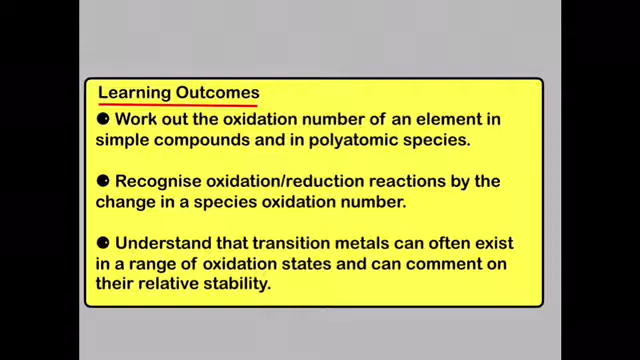 Learning Outcomes
● Work out the oxidation number of an element in
simple compounds and in polyatomic species.
● Recognise oxidation/reduction reactions by the
change in a species oxidation number.
● Understand that transition metals can often exist
in a range of oxidation states and can comment on
their relative stability.